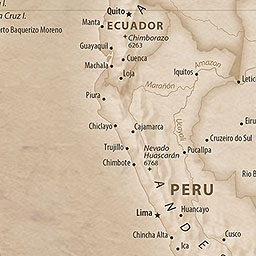 a I.
Quito
A
Manta
ECUADOR
a Cruz I.
Chimborazo
6263
erto Baquerizo Moreno
Guayaquil
Cuenca
Machala
Loja
Iquitos
Amazon
Letic
Marañón
Piura
Ucayali
Chiclayo
Cajamarca
Eiru
Cruzeiro do Sul
Trujillo
Nevado
Huascarán
6768
Pucallpa
Chimbote
Rio B
PERU
ANDES
Lima
Huancayo
Chincha Alta
Cusco
Ica